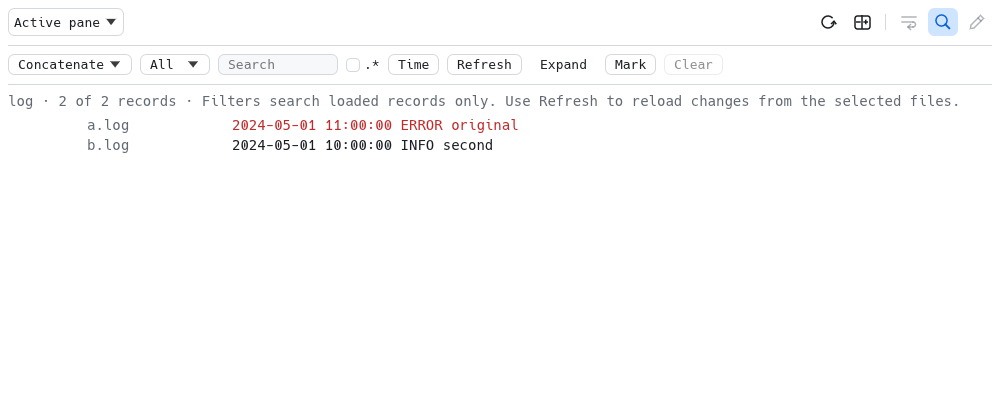 Active pane
Concatenate All Search .* Time Refresh Expand Mark Clear
log · 2 of 2 records · Filters search loaded records only. Use Refresh to reload changes from the selected files.
a.log 2024-05-01 11:00:00 ERROR original
b.log 2024-05-01 10:00:00 INFO second